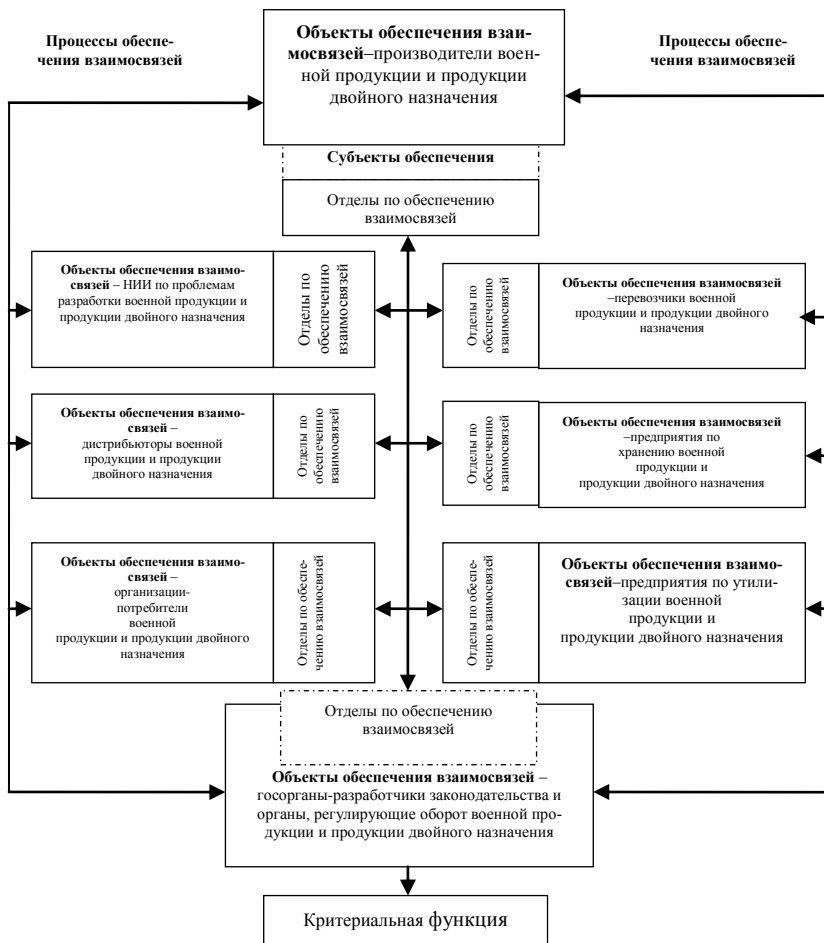 Процессы обеспе-
чения взаимосвязей
Объекты обеспечения взаи-
мосвязей–производители воен-
ной продукции и продукции
двойного назначения
Процессы обеспе-
чения взаимосвязей
Субъекты обеспечения
Отделы по обеспечению
взаимосвязей
Объекты обеспечения взаимо-
связей – НИИ по проблемам
разработки военной продукции и
продукции двойного назначения
Отделы по
обеспечению
взаимосвязей
Отделы по
обеспечению
взаимосвязей
Объекты обеспечения взаимосвязей
–перевозчики военной
продукции и продукции двойного
назначения
Объекты обеспечения взаимо-
связей –
дистрибьюторы военной
продукции и продукции
двойного назначения
Отделы по
обеспечению
взаимосвязей
Отделы по
обеспечению
взаимосвязей
Объекты обеспечения взаимосвязей
–предприятия по
хранению военной
продукции и
продукции двойного назначения
Объекты обеспечения взаимо-
связей –
организации-
потребители
военной
продукции и продукции двойного
назначения
Отделы по обеспе-
чению взаимосвязей
Отделы по обеспе-
чению взаимосвязей
Объекты обеспечения взаимо-
связей–предприятия по утили-
зации военной
продукции и
продукции двойного назначения
Отделы по обеспечению
взаимосвязей
Объекты обеспечения взаимосвязей –
госорганы-разработчики законодательства и
органы, регулирующие оборот военной про-
дукции и продукции двойного назначения
Критериальная функция